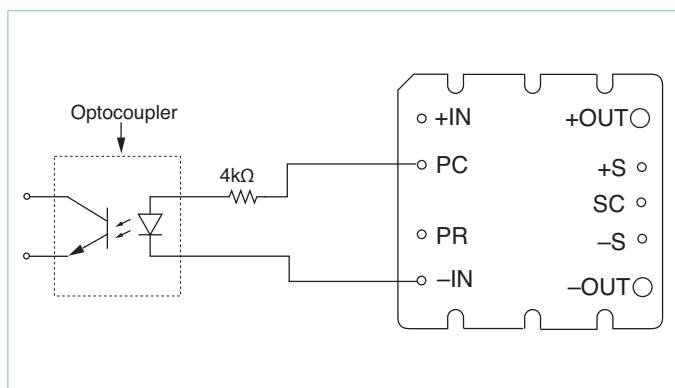 Optocoupler
4kΩ
+IN
PC
PR
–IN
+OUT
+S
SC
–S
–OUT